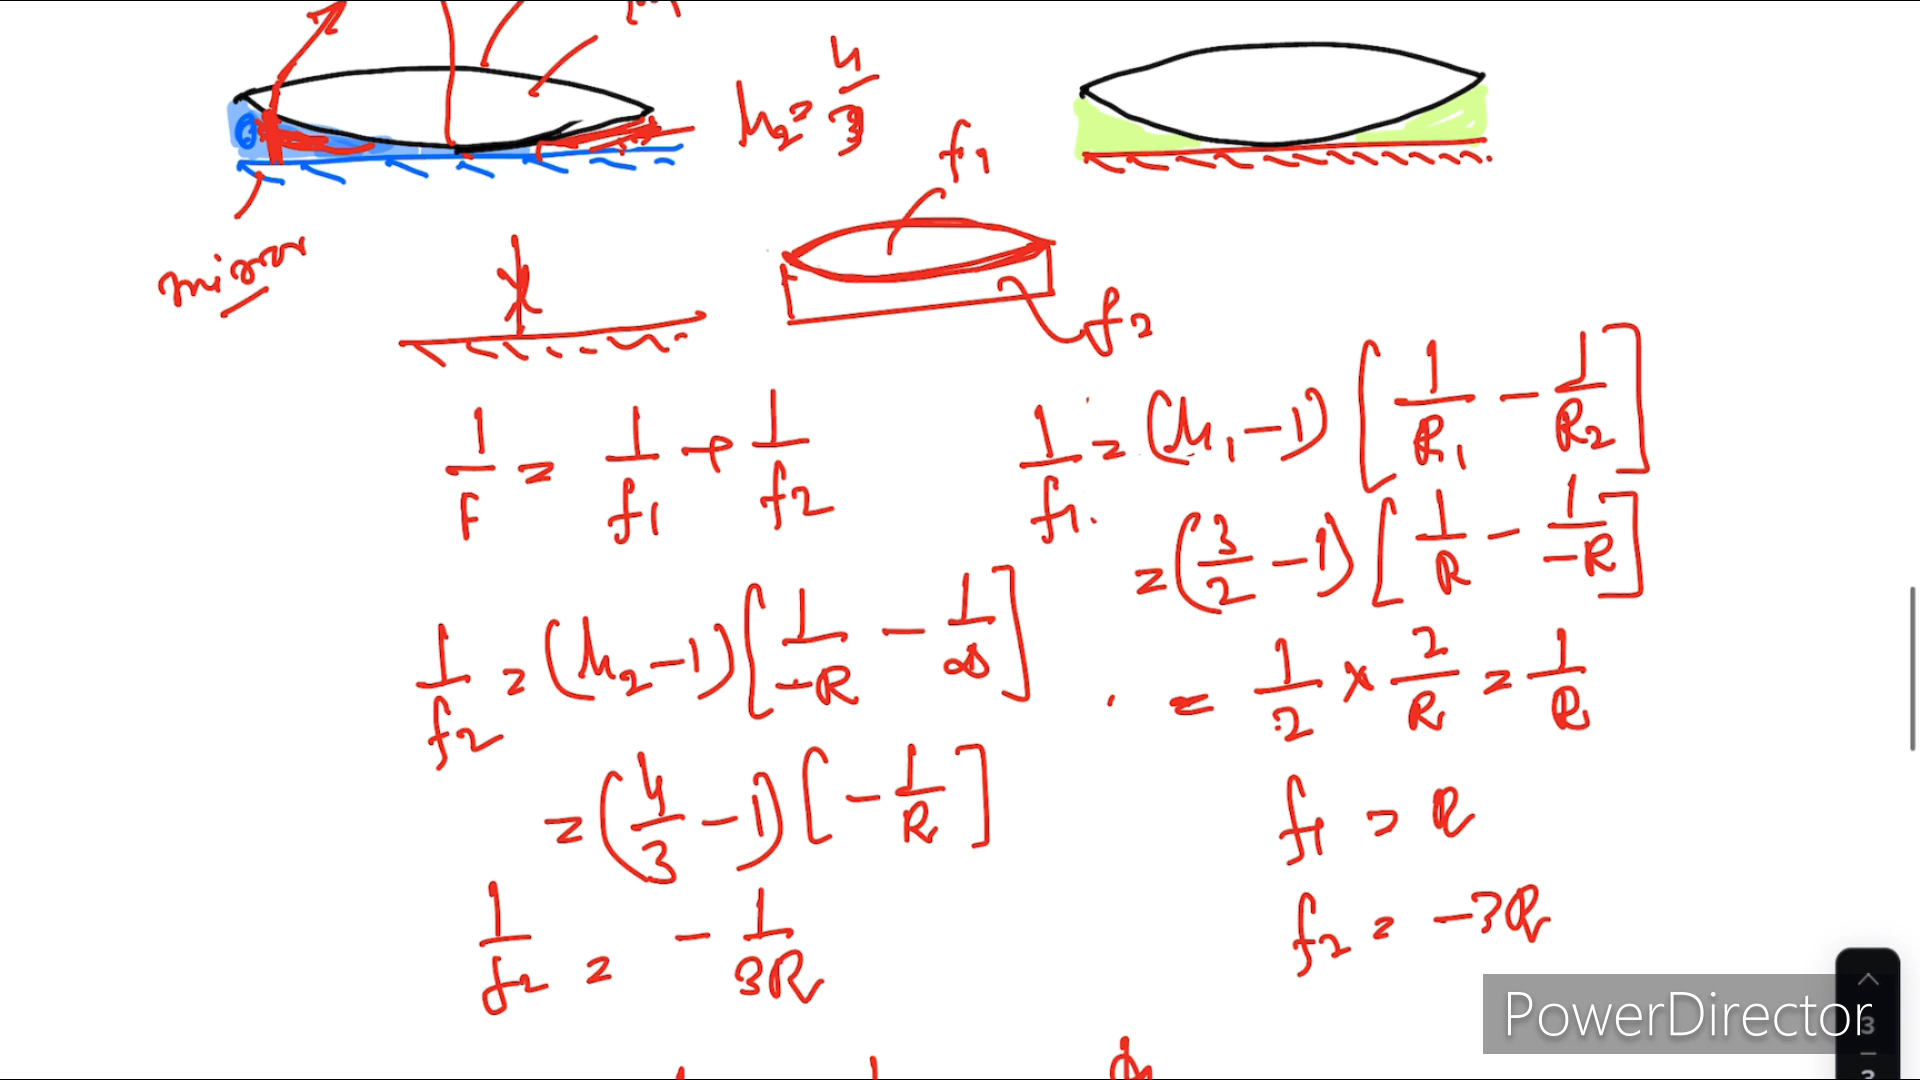 μ₂ = 4/3
f₁
mirror
f₂
1/F = 1/f₁ + 1/f₂
1/f₁ = (μ₁ - 1) [1/R₁ - 1/R₂]
= (3/2 - 1) [1/R - 1/-R]
1/f₂ = (μ₂ - 1) [1/-R - 1/∞]
= 1/2 × 2/R = 1/R
= (4/3 - 1) [- 1/R]
f₁ = R
1/f₂ = - 1/3R
f₂ = -3R
PowerDirector
3